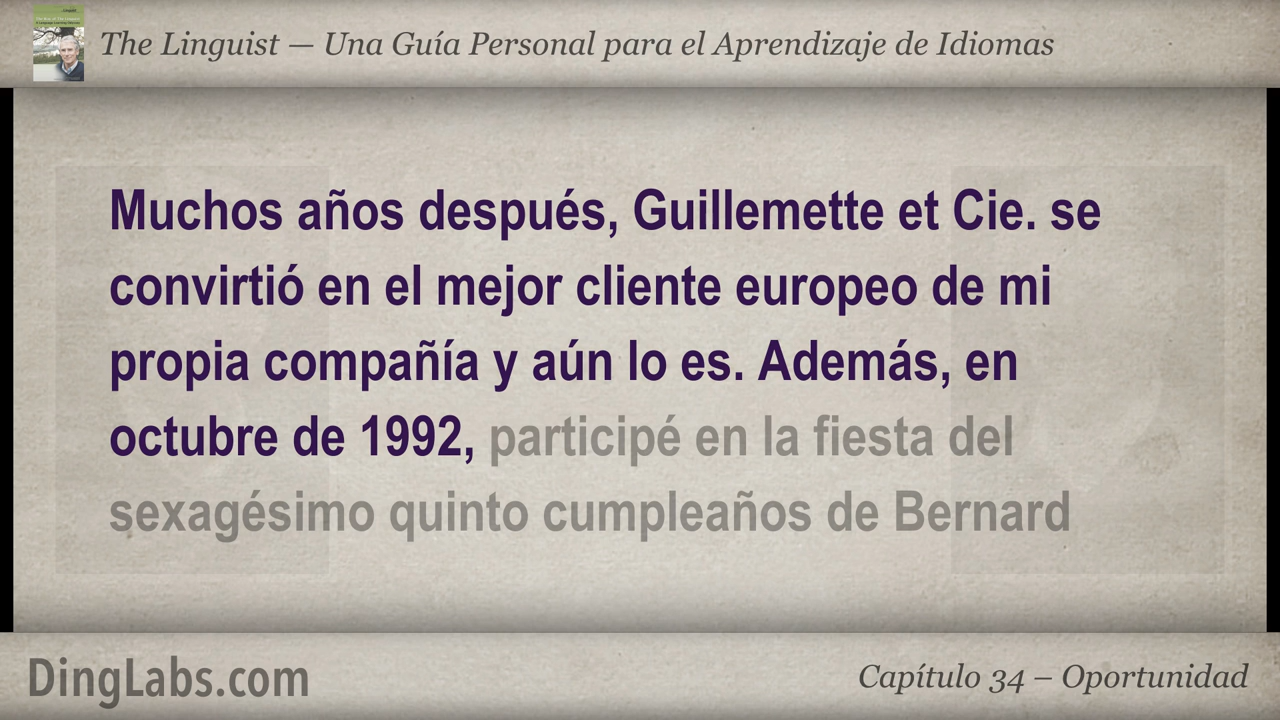 The Linguist — Una Guía Personal para el Aprendizaje de Idiomas
Muchos años después, Guillemette et Cie. se
convirtió en el mejor cliente europeo de mi
propia compañía y aún lo es. Además, en
octubre de 1992, participé en la fiesta del
sexagésimo quinto cumpleaños de Bernard
DingLabs.com
Capítulo 34 – Oportunidad